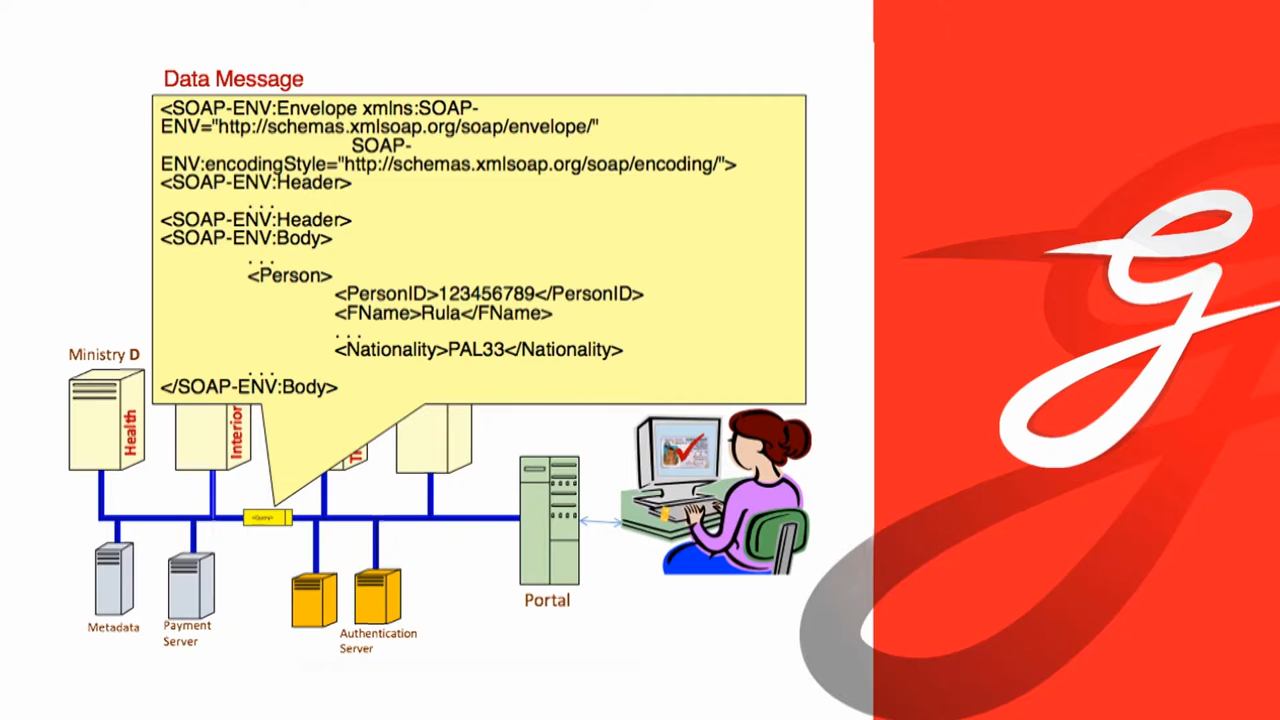 Data Message
<SOAP-ENV:Envelope xmlns:SOAP-
ENV="http://schemas.xmlsoap.org/soap/envelope/"
SOAP-
ENV:encodingStyle="http://schemas.xmlsoap.org/soap/encoding/">
<SOAP-ENV:Header>
. . .
<SOAP-ENV:Header>
<SOAP-ENV:Body>
. . .
<Person>
<PersonID>123456789</PersonID>
<FName>Rula</FName>
. . .
<Nationality>PAL33</Nationality>
. . .
</SOAP-ENV:Body>
Ministry D
Health
Interior
Portal
Metadata
Payment
Server
Authentication
Server